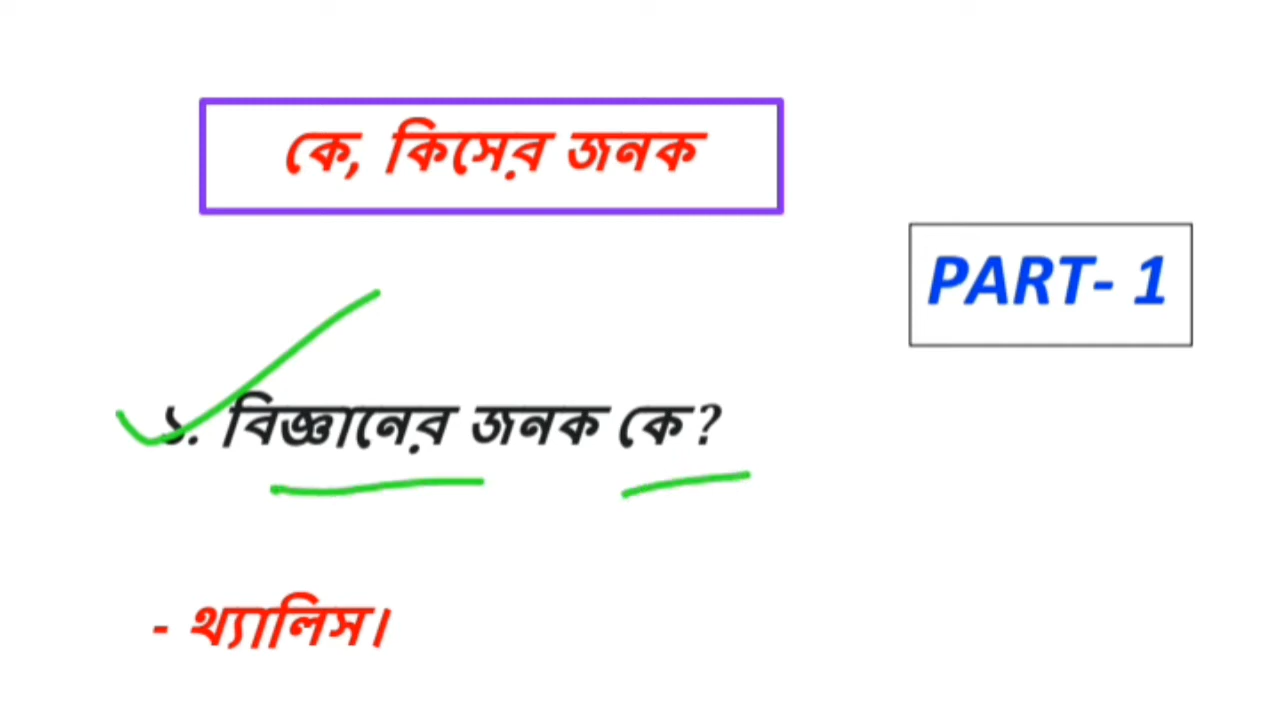 কে, কিসের জনক
PART- 1
১. বিজ্ঞানের জনক কে?
- থ্যালিস।